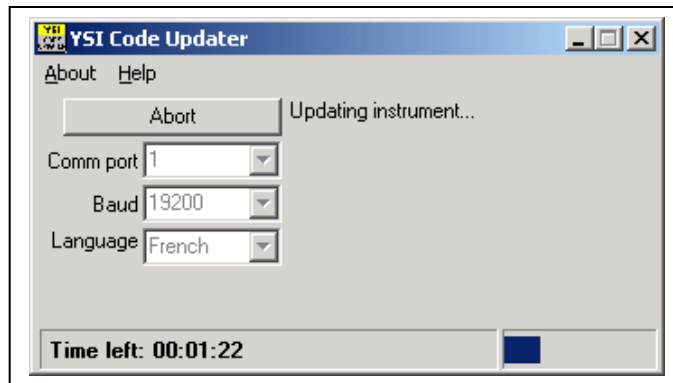 YSI Code Updater
About Help
Abort Updating instrument...
Comm port 1
Baud 19200
Language French
Time left: 00:01:22